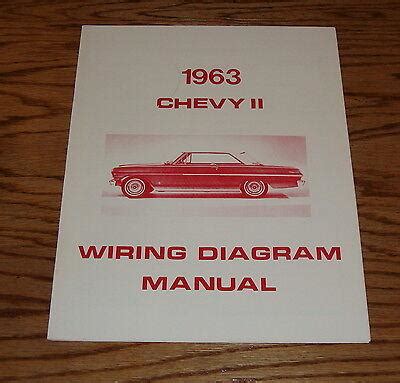 1963
CHEVY II
WIRING DIAGRAM
MANUAL